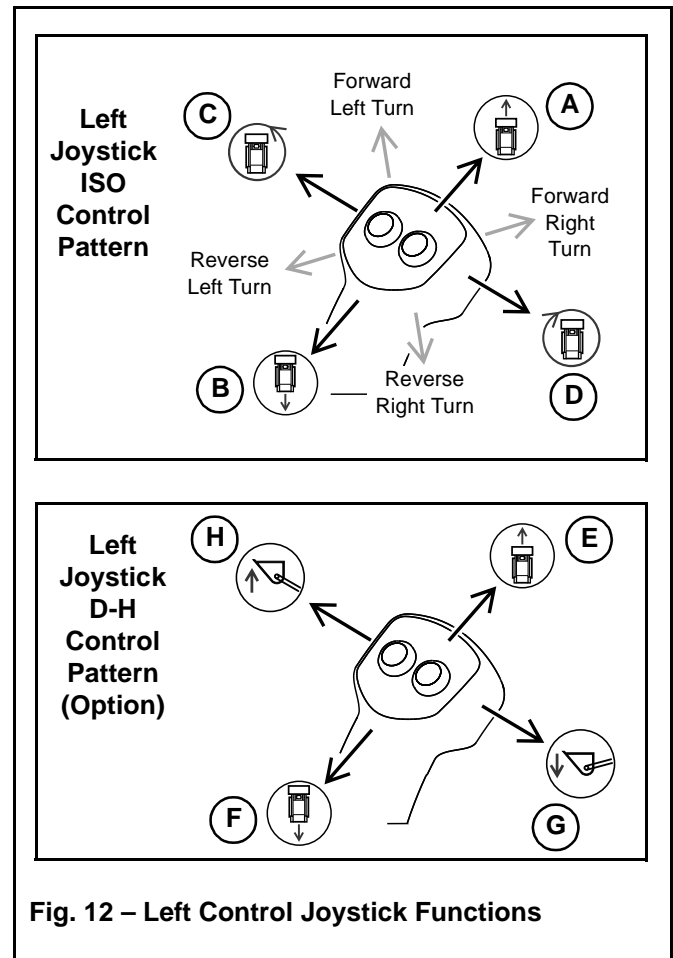 Left
Joystick
ISO
Control
Pattern
C
Forward
Left Turn
A
Forward
Right
Turn
Reverse
Left Turn
B
Reverse
Right Turn
D
Left
Joystick
D-H
Control
Pattern
(Option)
H
E
F
G
Fig. 12 – Left Control Joystick Functions